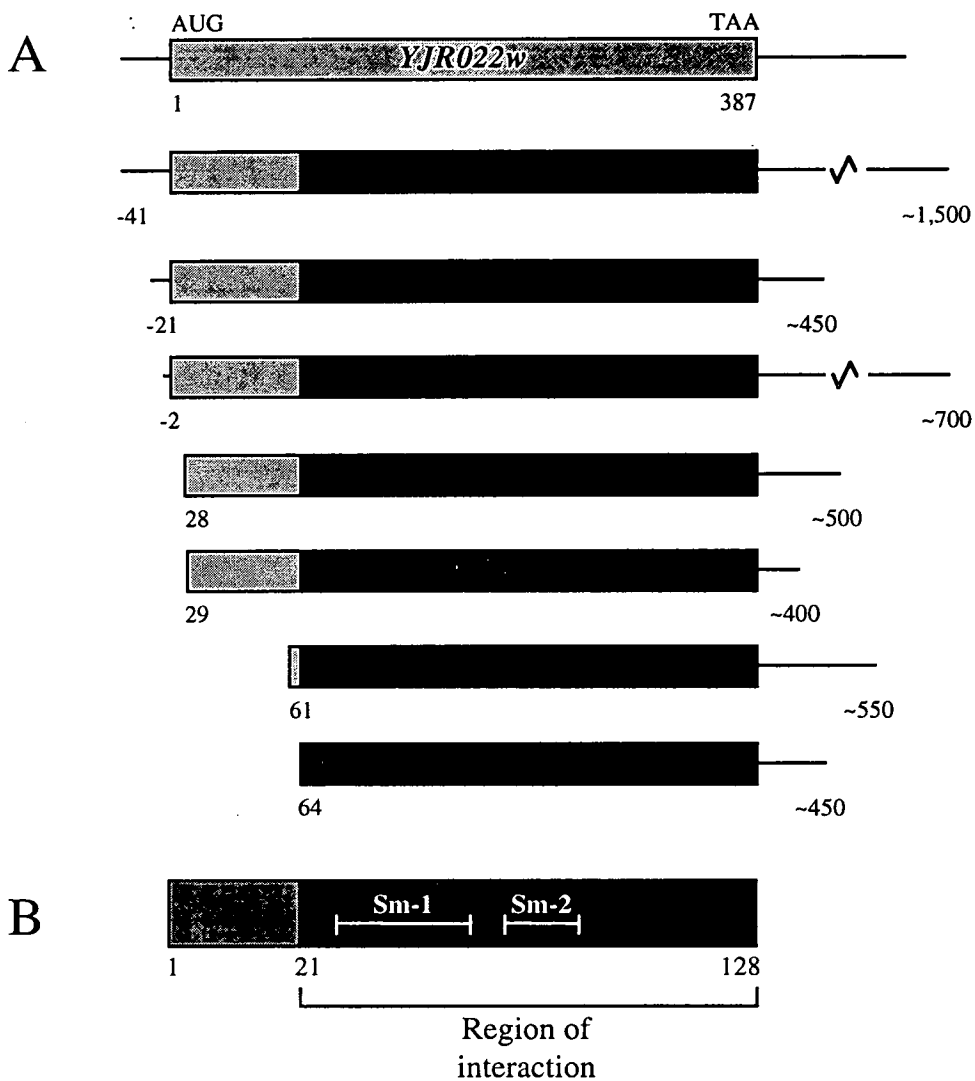 A
AUG TAA
YJR022w
1 387
-41 ~1,500
-21 ~450
-2 ~700
28 ~500
29 ~400
61 ~550
64 ~450
B
Sm-1 Sm-2
1 21 128
Region of
interaction